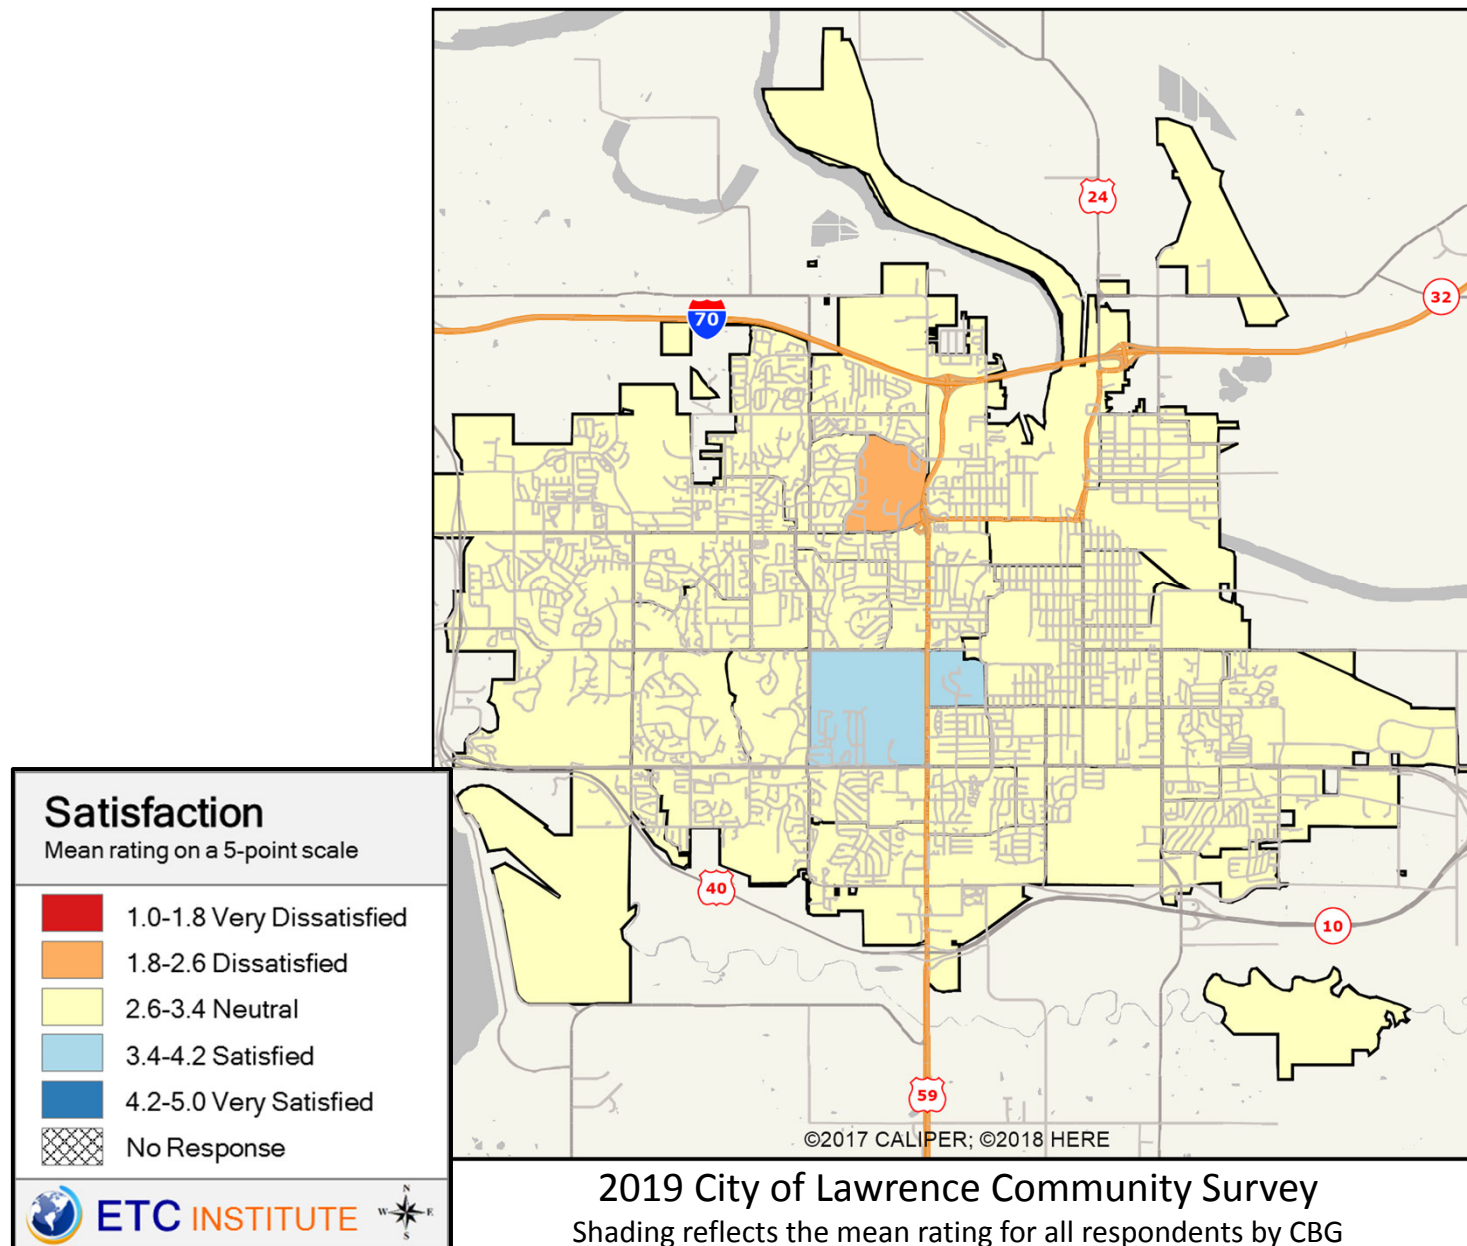 24
32
70
40
10
59
©2017 CALIPER; ©2018 HERE
Satisfaction
Mean rating on a 5-point scale
1.0-1.8 Very Dissatisfied
1.8-2.6 Dissatisfied
2.6-3.4 Neutral
3.4-4.2 Satisfied
4.2-5.0 Very Satisfied
No Response
ETC INSTITUTE
N
W E
S
2019 City of Lawrence Community Survey
Shading reflects the mean rating for all respondents by CBG